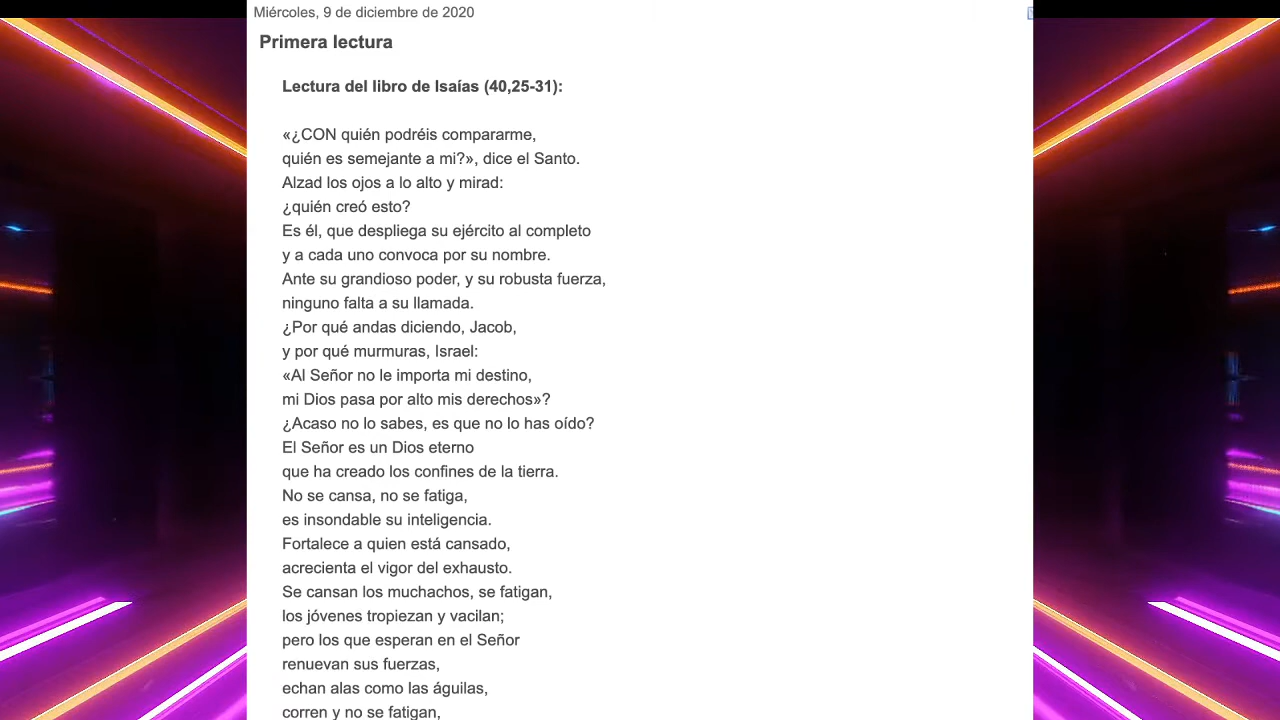 Miércoles, 9 de diciembre de 2020
Primera lectura
Lectura del libro de Isaías (40,25-31):
«¿CON quién podréis compararme,
quién es semejante a mi?», dice el Santo.
Alzad los ojos a lo alto y mirad:
¿quién creó esto?
Es él, que despliega su ejército al completo
y a cada uno convoca por su nombre.
Ante su grandioso poder, y su robusta fuerza,
ninguno falta a su llamada.
¿Por qué andas diciendo, Jacob,
y por qué murmuras, Israel:
«Al Señor no le importa mi destino,
mi Dios pasa por alto mis derechos»?
¿Acaso no lo sabes, es que no lo has oído?
El Señor es un Dios eterno
que ha creado los confines de la tierra.
No se cansa, no se fatiga,
es insondable su inteligencia.
Fortalece a quien está cansado,
acrecienta el vigor del exhausto.
Se cansan los muchachos, se fatigan,
los jóvenes tropiezan y vacilan;
pero los que esperan en el Señor
renuevan sus fuerzas,
echan alas como las águilas,
corren y no se fatigan,